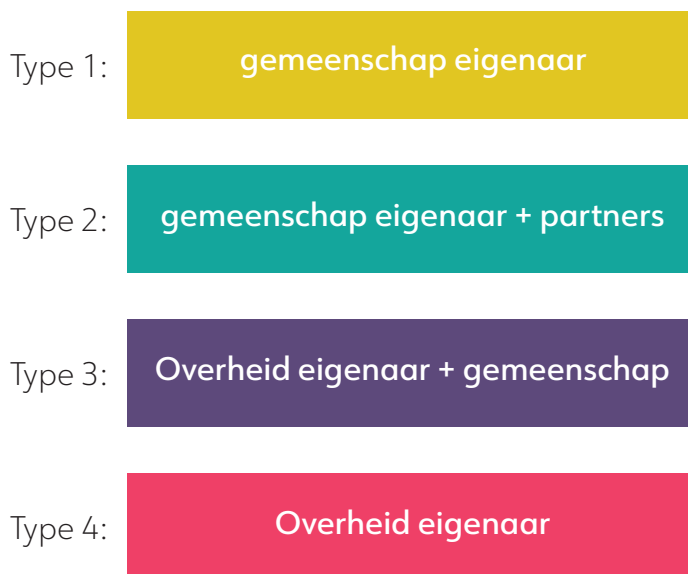 Type 1: gemeenschap eigenaar
Type 2: gemeenschap eigenaar + partners
Type 3: Overheid eigenaar + gemeenschap
Type 4: Overheid eigenaar